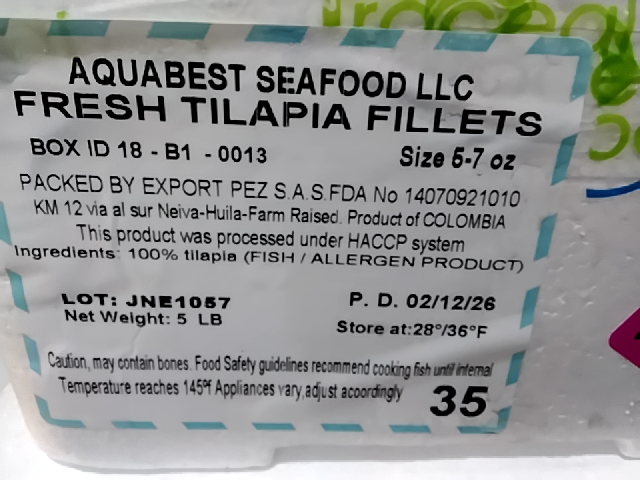 AQUABEST SEAFOOD LLC
FRESH TILAPIA FILLETS
BOX ID 18 - B1 - 0013
Size 5-7 oz
PACKED BY EXPORT PEZ S.A.S.FDA No 14070921010
KM 12 via al sur Neiva-Huila-Farm Raised. Product of COLOMBIA
This product was processed under HACCP system
Ingredients: 100% tilapia (FISH / ALLERGEN PRODUCT)
LOT: JNE1057
P. D. 02/12/26
Net Weight: 5 LB
Store at:28°/36°F
Caution, may contain bones. Food Safety guidelines recommend cooking fish until internal
Temperature reaches 145°f Appliances vary,adjust acoordingly
35